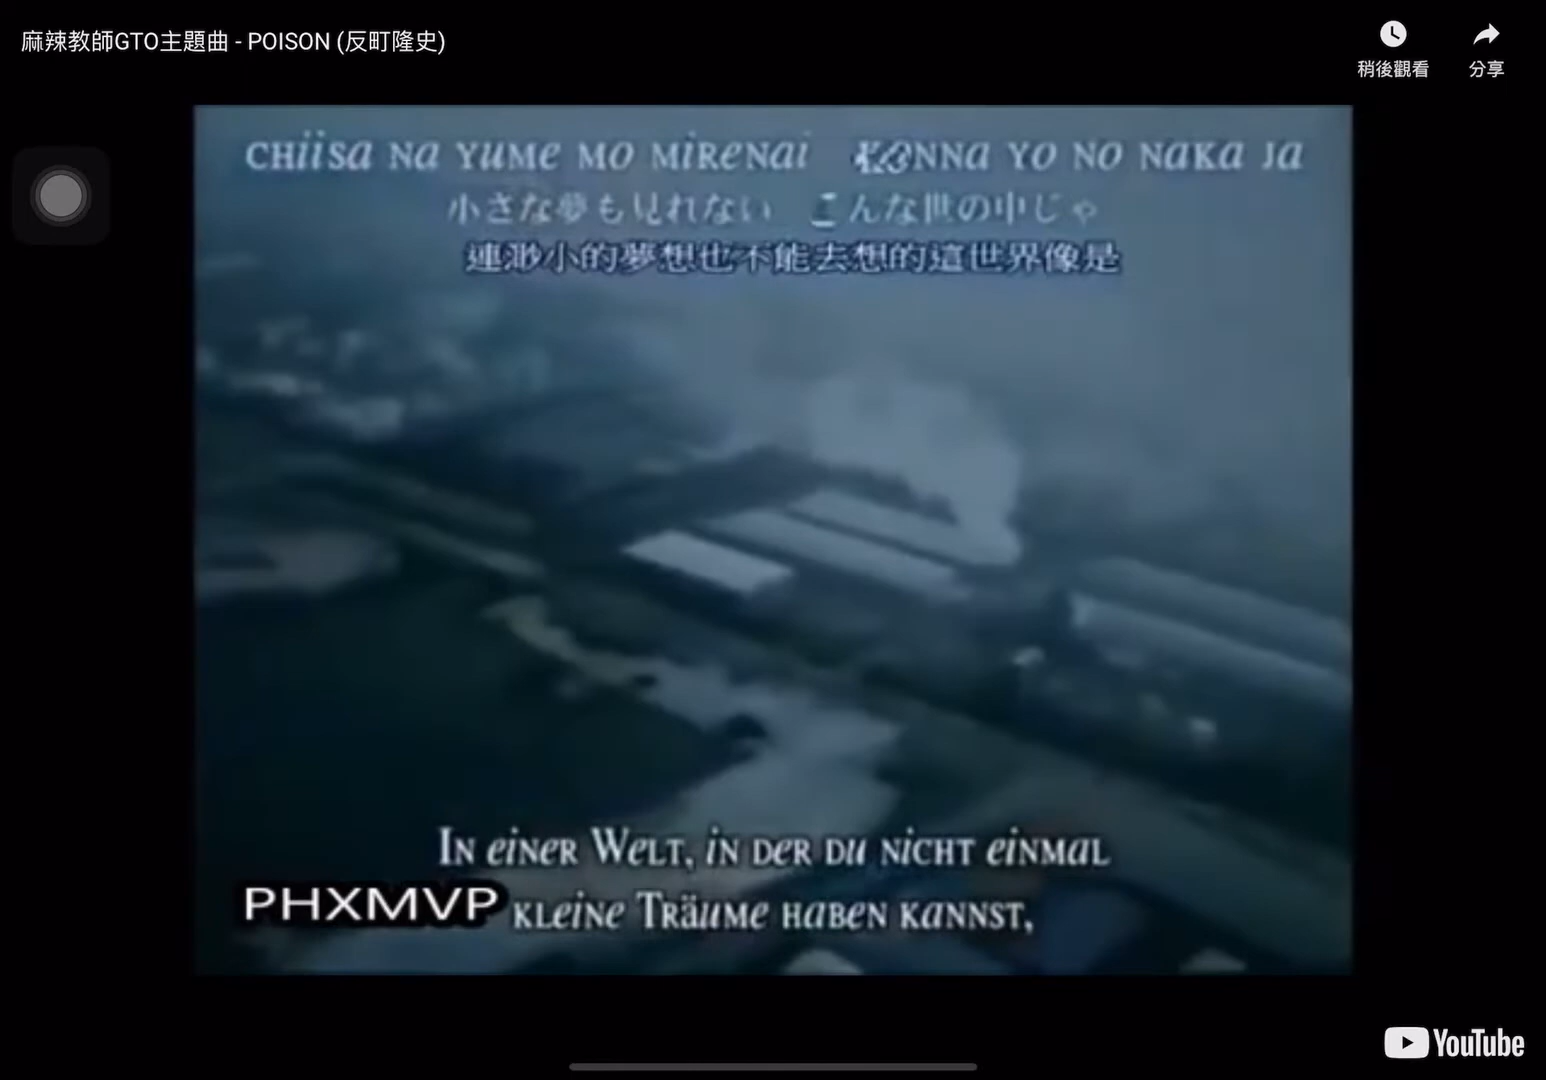 麻辣教師GTO主題曲 - POISON (反町隆史)
稍後觀看
分享
CHiiSa Na YuMe Mo MiReNai KoNNa Yo No NaKa Ja
小さな夢も見れない こんな世の中じゃ
連渺小的夢想也不能去想的這世界像是
In einer Welt, in der du nicht einmal
PHXMVP
kleine Träume haben kannst,
YouTube